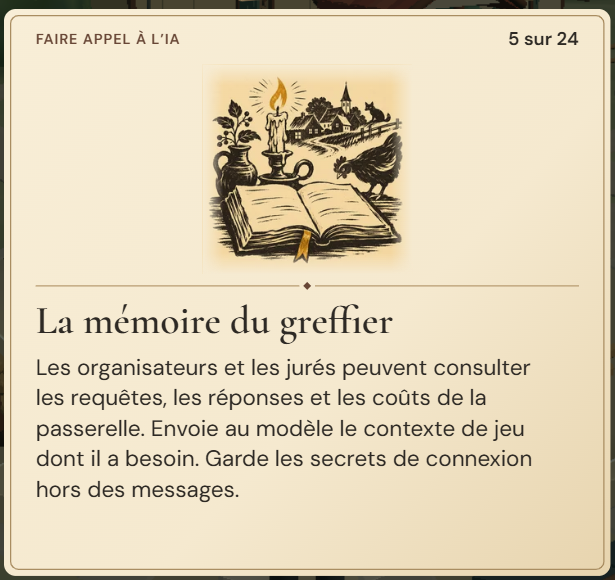 FAIRE APPEL À L’IA
5 sur 24
La mémoire du greffier
Les organisateurs et les jurés peuvent consulter
les requêtes, les réponses et les coûts de la
passerelle. Envoie au modèle le contexte de jeu
dont il a besoin. Garde les secrets de connexion
hors des messages.